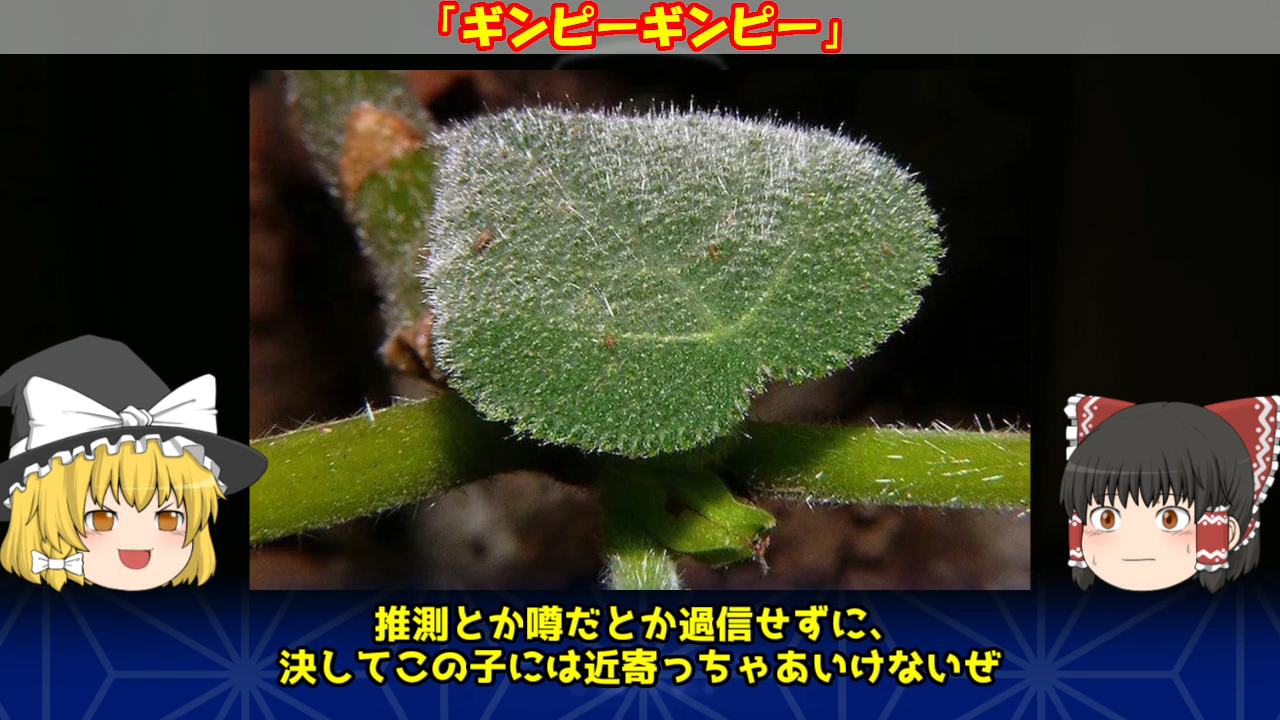 「ギンピーギンピー」
推測とか噂だとか過信せずに、
決してこの子には近寄っちゃあいけないぜ